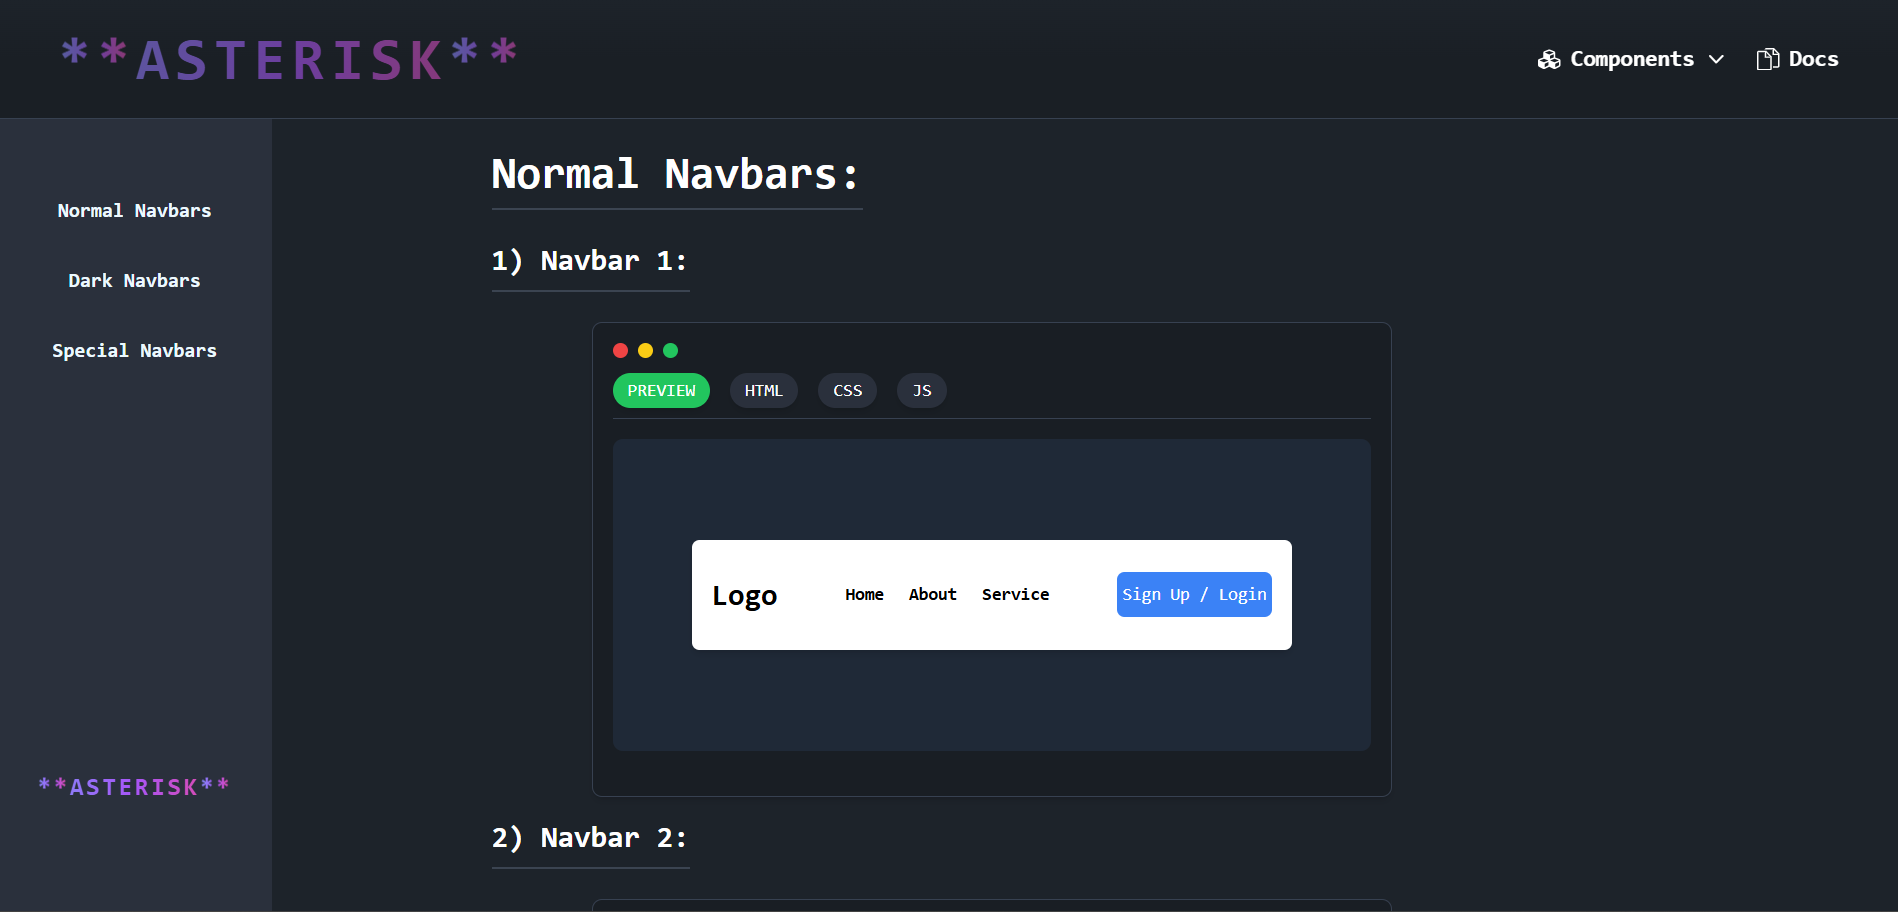 **ASTERISK**
Components
Docs
Normal Navbars
Dark Navbars
Special Navbars
**ASTERISK**
Normal Navbars:
1) Navbar 1:
PREVIEW HTML CSS JS
Logo Home About Service Sign Up / Login
2) Navbar 2: